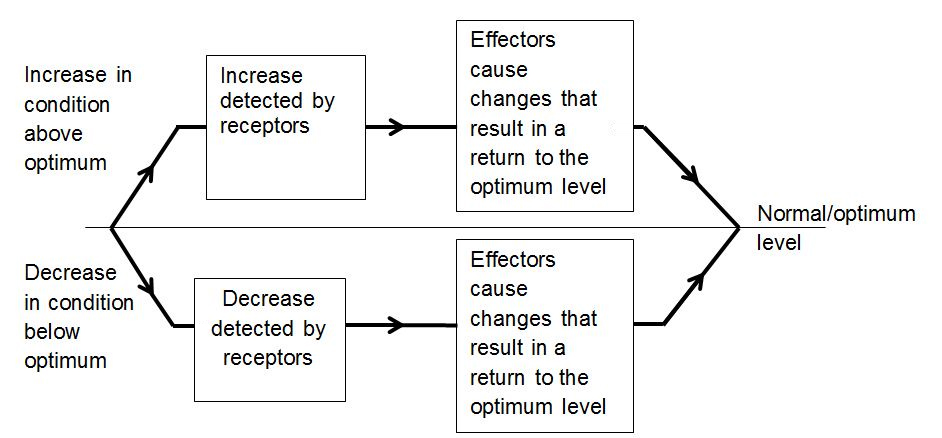 Increase in
condition
above
optimum
Increase
detected by
receptors
Effectors
cause
changes that
result in a
return to the
optimum level
Normal/optimum
level
Decrease
in condition
below
optimum
Decrease
detected by
receptors
Effectors
cause
changes that
result in a
return to the
optimum level